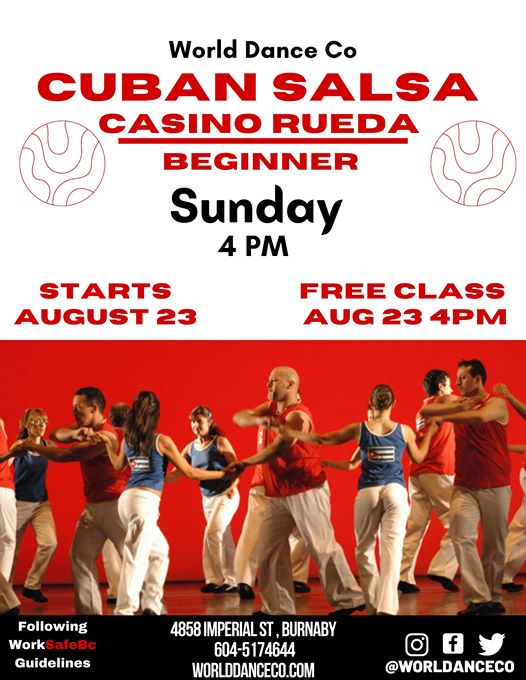 World Dance Co
CUBAN SALSA
CASINO RUEDA
BEGINNER
Sunday
4 PM
STARTS
AUGUST 23
FREE CLASS
AUG 23 4PM
Following
WorkSafeBc
Guidelines
4858 IMPERIAL ST , BURNABY
604-5174644
WORLDDANCECO.COM
@WORLDANCECO